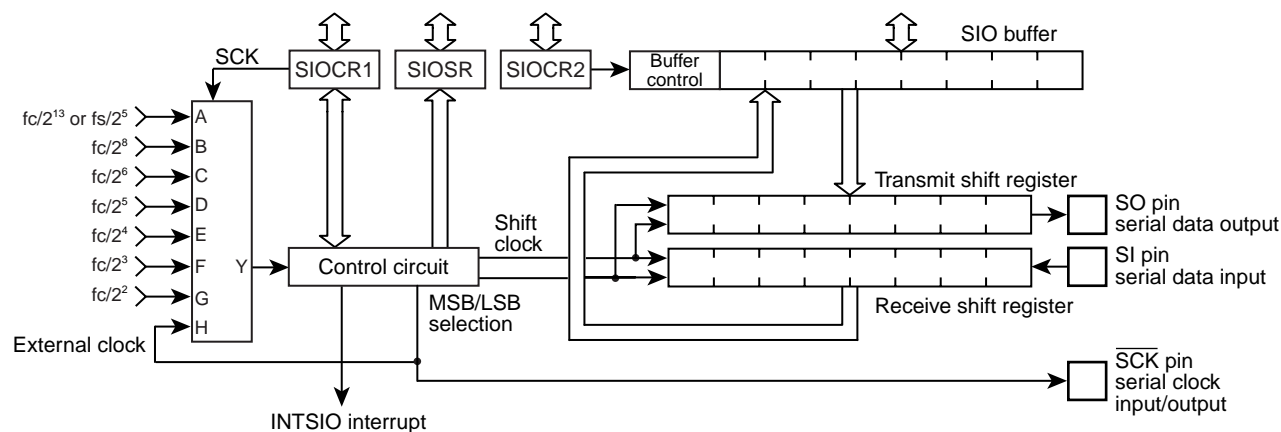 SIO buffer
SCK
SIOCR1
SIOSR
SIOCR2
Buffer
control
fc/2¹³ or fs/2⁵
A
fc/2⁸
B
fc/2⁶
C
fc/2⁵
D
fc/2⁴
E
fc/2³
F
Y
fc/2²
G
H
External clock
Control circuit
Shift
clock
MSB/LSB
selection
Transmit shift register
SO pin
serial data output
SI pin
serial data input
Receive shift register
S̅C̅K̅ pin
serial clock
input/output
INTSIO interrupt